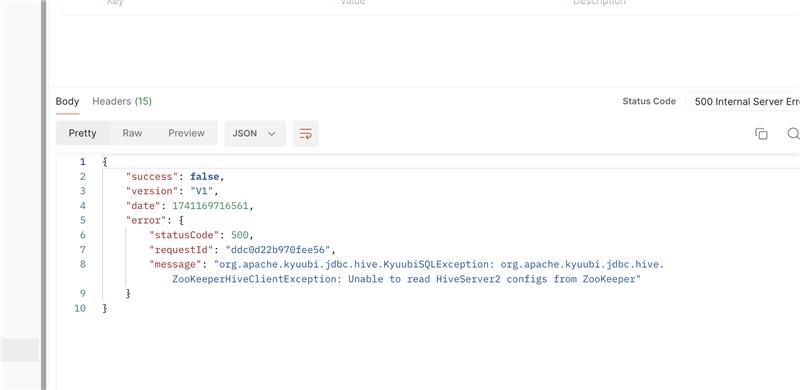 Key Value Description
Body Headers (15) Status Code 500 Internal Server Err
Pretty Raw Preview JSON
1 {
2 "success": false,
3 "version": "V1",
4 "date": 1741169716561,
5 "error": {
6 "statusCode": 500,
7 "requestId": "ddc0d22b970fee56",
8 "message": "org.apache.kyuubi.jdbc.hive.KyuubiSQLException: org.apache.kyuubi.jdbc.hive.
ZooKeeperHiveClientException: Unable to read HiveServer2 configs from ZooKeeper"
9 }
10 }